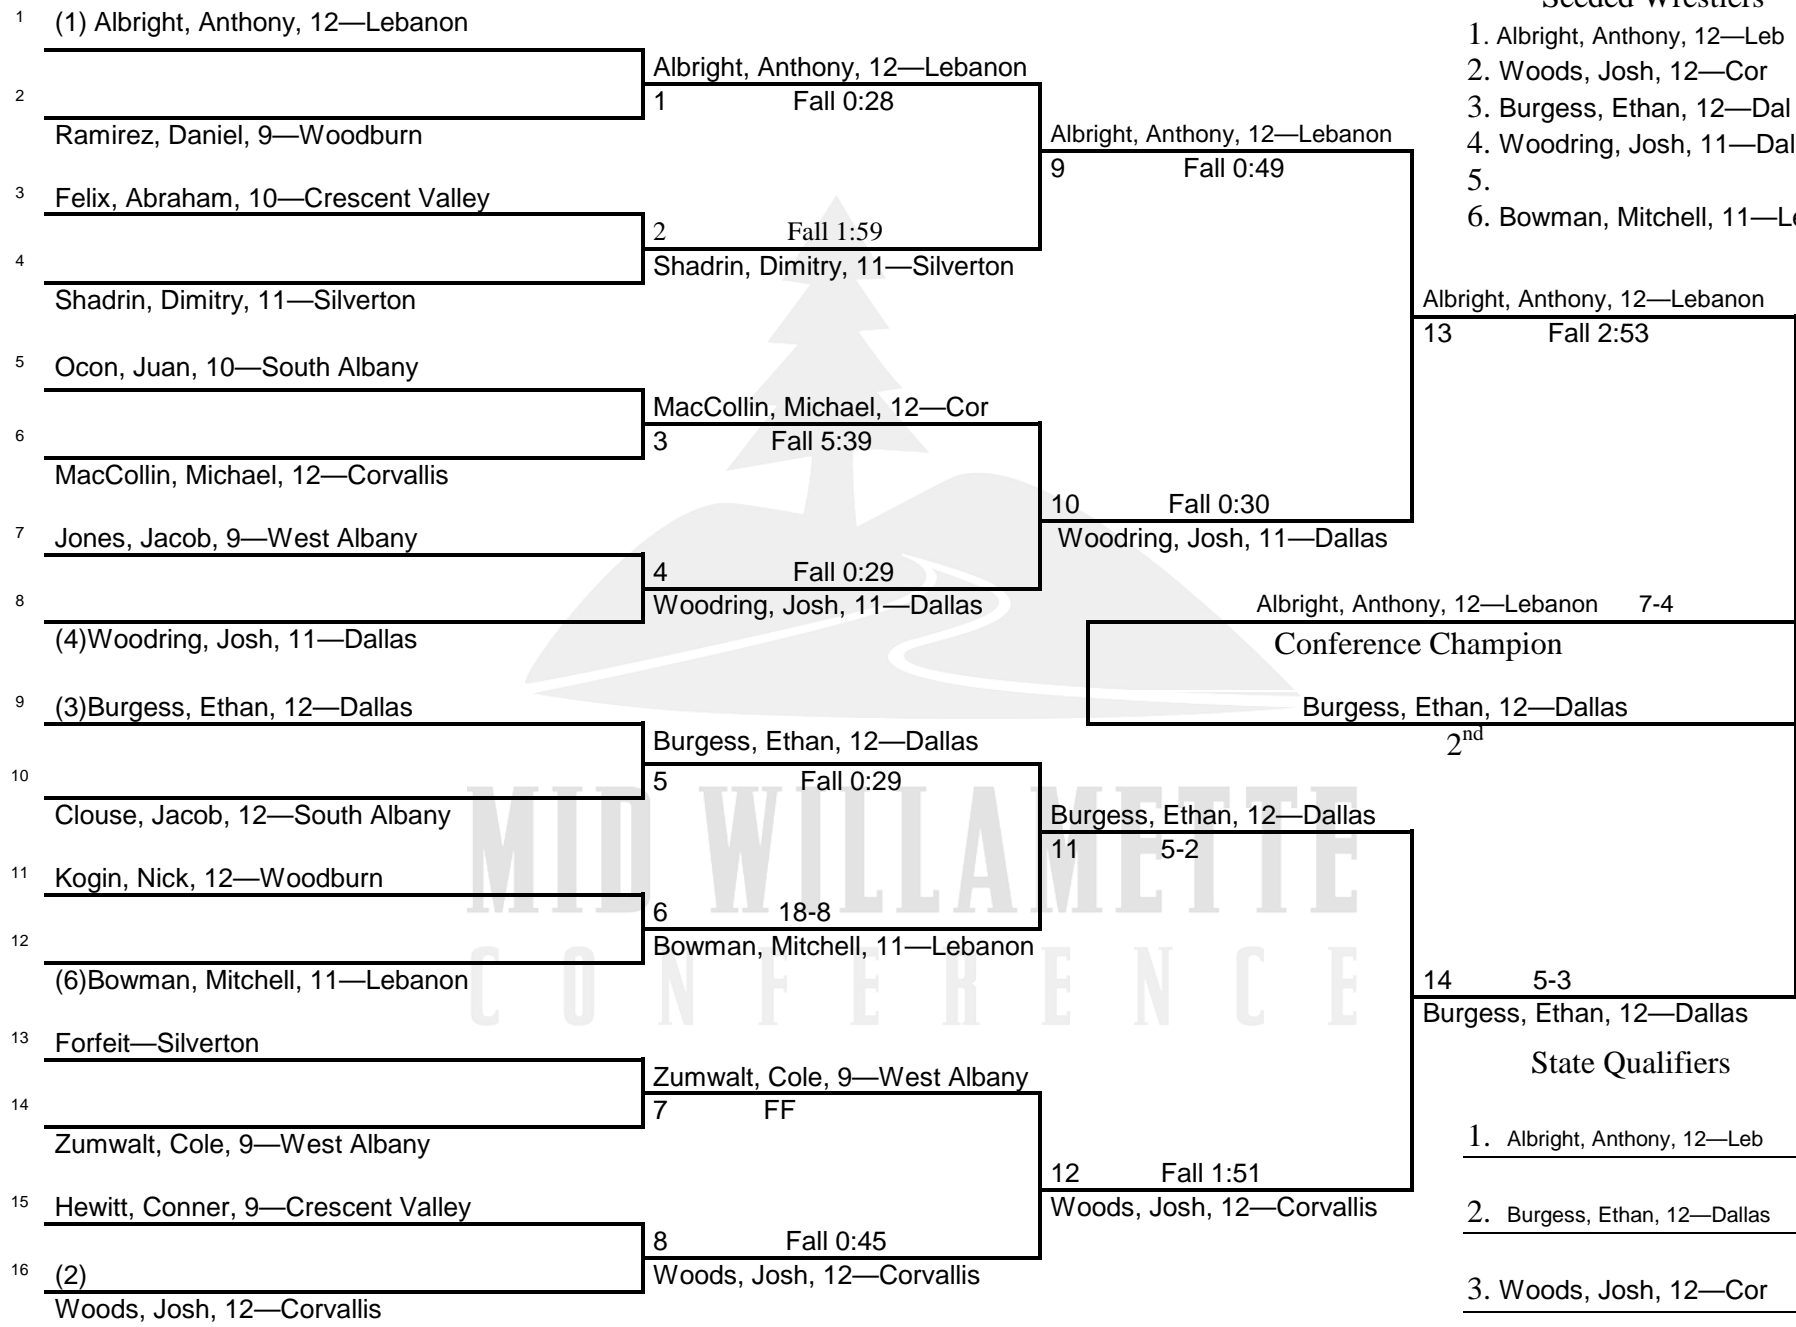 Seeded Wrestlers
1. Albright, Anthony, 12—Leb
2. Woods, Josh, 12—Cor
3. Burgess, Ethan, 12—Dal
4. Woodring, Josh, 11—Dal
5.
6. Bowman, Mitchell, 11—Le
1 (1) Albright, Anthony, 12—Lebanon
2
Ramirez, Daniel, 9—Woodburn
3 Felix, Abraham, 10—Crescent Valley
4
Shadrin, Dimitry, 11—Silverton
5 Ocon, Juan, 10—South Albany
6
MacCollin, Michael, 12—Corvallis
7 Jones, Jacob, 9—West Albany
8
(4)Woodring, Josh, 11—Dallas
9 (3)Burgess, Ethan, 12—Dallas
10
Clouse, Jacob, 12—South Albany
11 Kogin, Nick, 12—Woodburn
12
(6)Bowman, Mitchell, 11—Lebanon
13 Forfeit—Silverton
14
Zumwalt, Cole, 9—West Albany
15 Hewitt, Conner, 9—Crescent Valley
16 (2)
Woods, Josh, 12—Corvallis
Albright, Anthony, 12—Lebanon
1 Fall 0:28
2 Fall 1:59
Shadrin, Dimitry, 11—Silverton
MacCollin, Michael, 12—Cor
3 Fall 5:39
4 Fall 0:29
Woodring, Josh, 11—Dallas
Burgess, Ethan, 12—Dallas
5 Fall 0:29
6 18-8
Bowman, Mitchell, 11—Lebanon
Zumwalt, Cole, 9—West Albany
7 FF
8 Fall 0:45
Woods, Josh, 12—Corvallis
Albright, Anthony, 12—Lebanon
9 Fall 0:49
10 Fall 0:30
Woodring, Josh, 11—Dallas
Burgess, Ethan, 12—Dallas
11 5-2
12 Fall 1:51
Woods, Josh, 12—Corvallis
Albright, Anthony, 12—Lebanon
13 Fall 2:53
Albright, Anthony, 12—Lebanon 7-4
Conference Champion
Burgess, Ethan, 12—Dallas
2nd
14 5-3
Burgess, Ethan, 12—Dallas
State Qualifiers
1. Albright, Anthony, 12—Leb
2. Burgess, Ethan, 12—Dallas
3. Woods, Josh, 12—Cor
MID WILLAMETTE
CONFERENCE